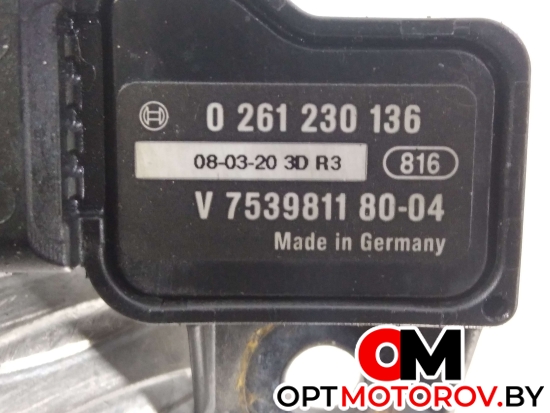 0 261 230 136
08-03-20 3D R3
816
V 7539811 80-04
Made in Germany
OM
OPTMOTOROV.BY